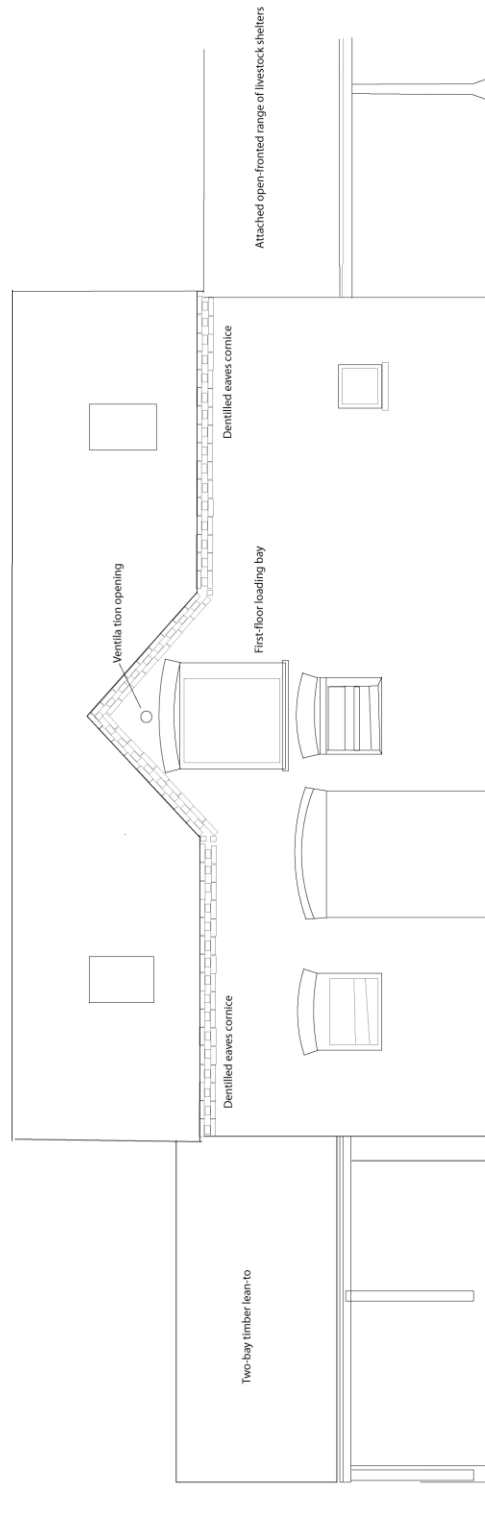 Two-bay timber lean-to
Dentilled eaves cornice
Ventila tion opening
First-floor loading bay
Dentilled eaves cornice
Attached open-fronted range of livestock shelters